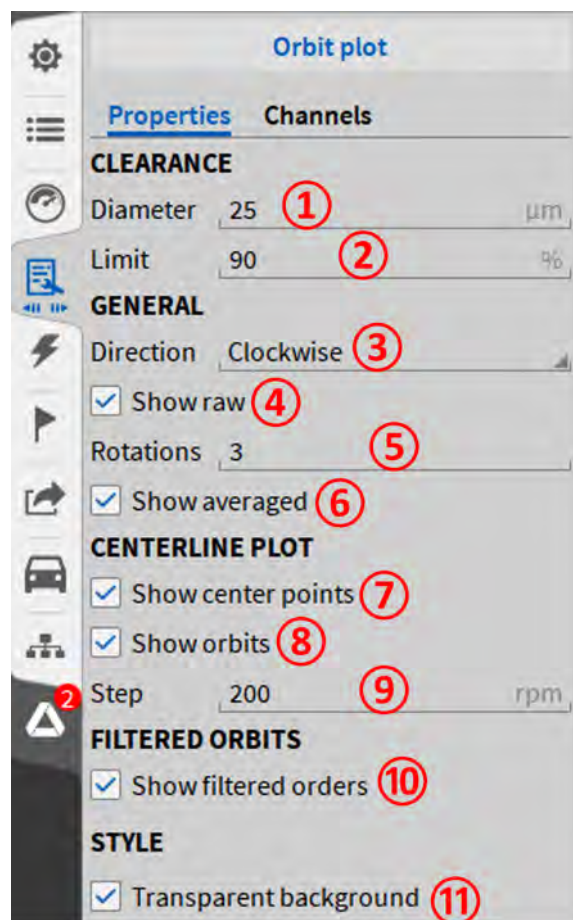 Orbit plot
Properties Channels
CLEARANCE
Diameter 25 ① µm
Limit 90 ② %
GENERAL
Direction Clockwise ③
Show raw ④
Rotations 3 ⑤
Show averaged ⑥
CENTERLINE PLOT
Show center points ⑦
Show orbits ⑧
2
Step 200 ⑨ rpm
FILTERED ORBITS
Show filtered orders ⑩
STYLE
Transparent background ⑪